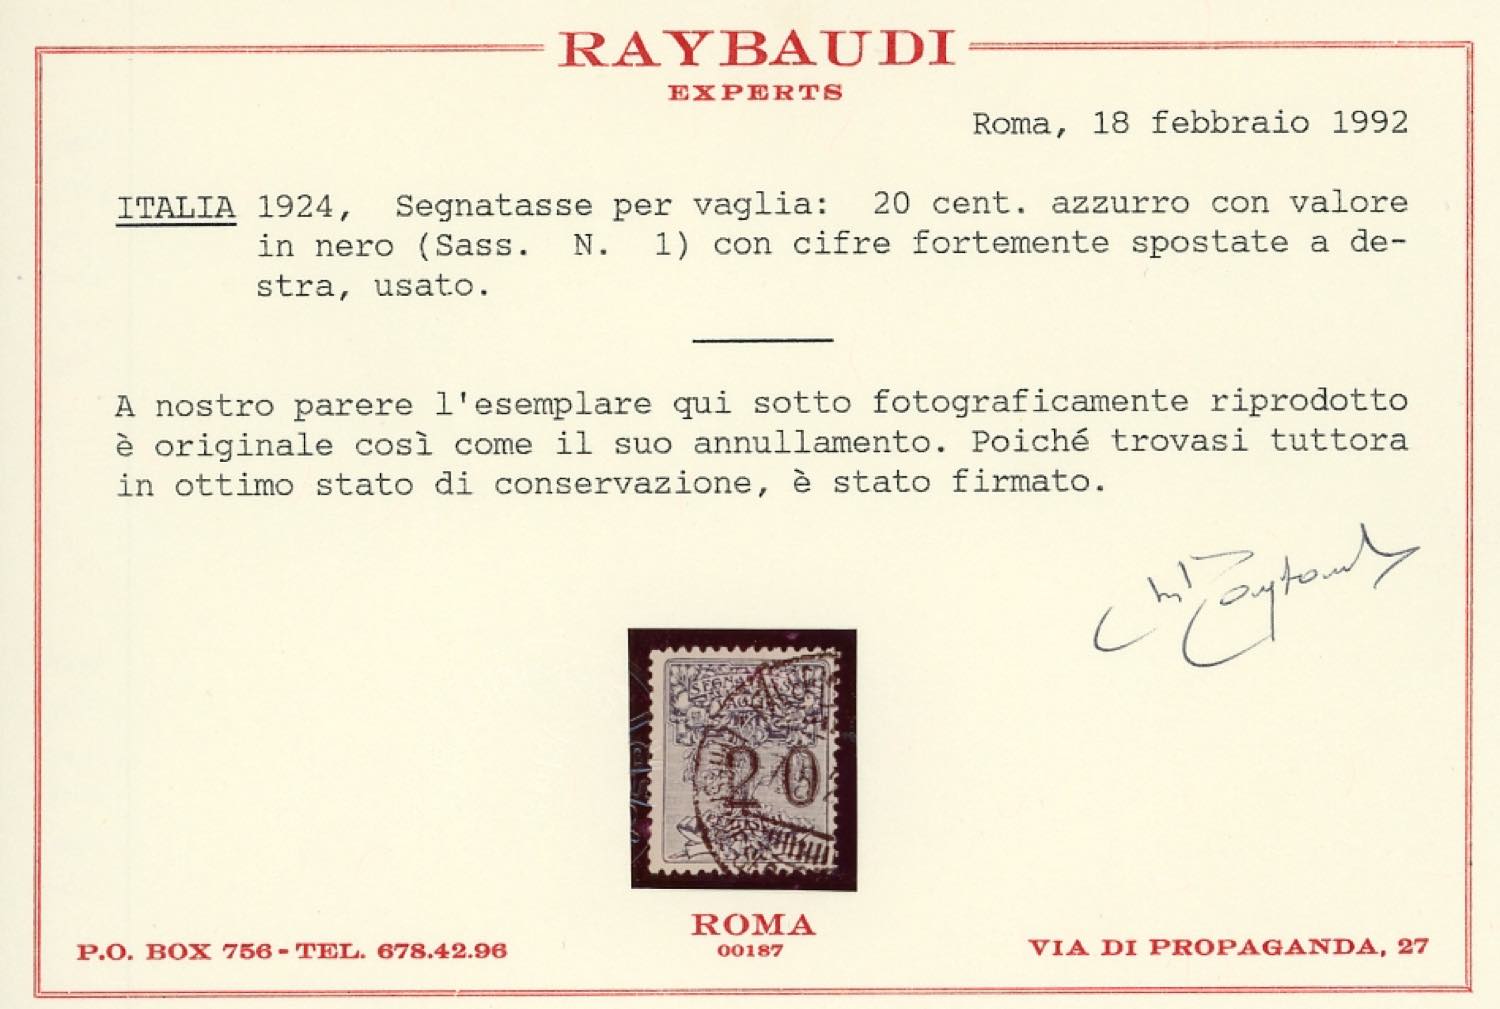 RAYBAUDI
EXPERTS
Roma, 18 febbraio 1992
ITALIA 1924, Segnatasse per vaglia: 20 cent. azzurro con valore
in nero (Sass. N. 1) con cifre fortemente spostate a de-
stra, usato.
A nostro parere l'esemplare qui sotto fotograficamente riprodotto
è originale così come il suo annullamento. Poiché trovasi tuttora
in ottimo stato di conservazione, è stato firmato.
20
ROMA
00187
P.O. BOX 756 - TEL. 678.42.96
VIA DI PROPAGANDA, 27